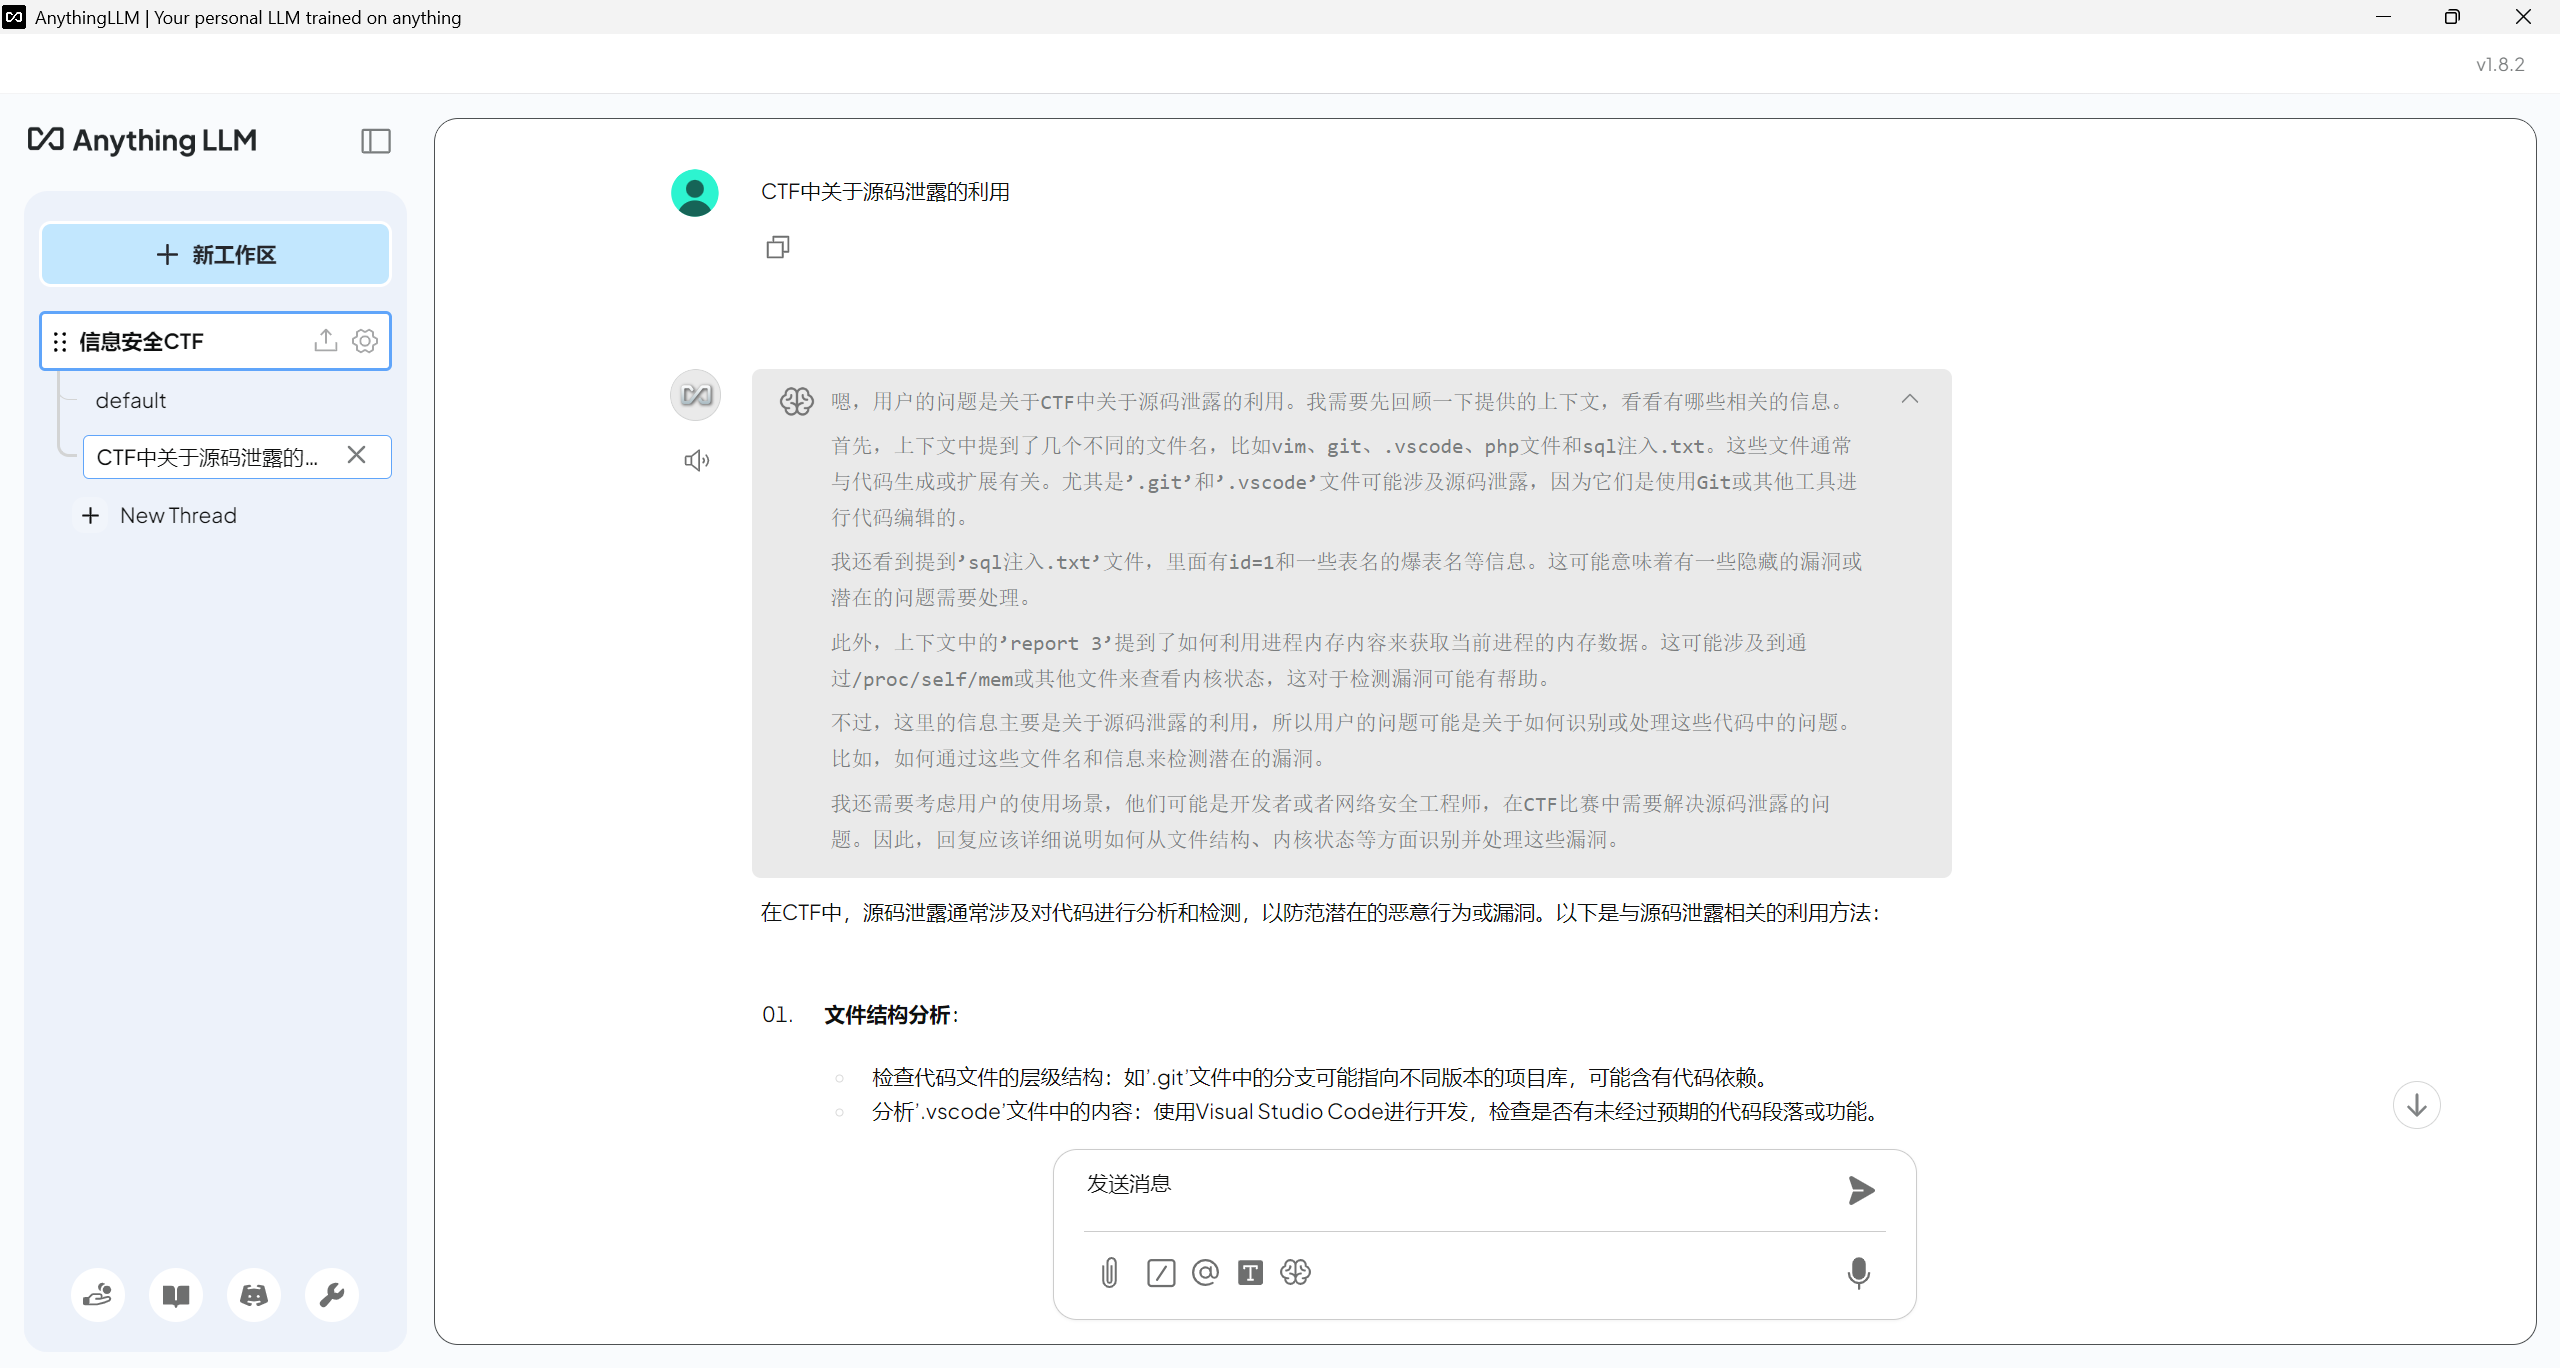 AnythingLLM | Your personal LLM trained on anything
v1.8.2
Anything LLM
新工作区
信息安全CTF
default
CTF中关于源码泄露的...
New Thread
CTF中关于源码泄露的利用
嗯，用户的问题是关于CTF中关于源码泄露的利用。我需要先回顾一下提供的上下文，看看有哪些相关的信息。
首先，上下文中提到了几个不同的文件名，比如vim、git、.vscode、php文件和sql注入.txt。这些文件通常
与代码生成或扩展有关。尤其是’.git’和’.vscode’文件可能涉及源码泄露，因为它们是使用Git或其他工具进
行代码编辑的。
我还看到提到’sql注入.txt’文件，里面有id=1和一些表名的爆表名等信息。这可能意味着有一些隐藏的漏洞或
潜在的问题需要处理。
此外，上下文中的’report 3’提到了如何利用进程内存内容来获取当前进程的内存数据。这可能涉及到通
过/proc/self/mem或其他文件来查看内核状态，这对于检测漏洞可能有帮助。
不过，这里的信息主要是关于源码泄露的利用，所以用户的问题可能是关于如何识别或处理这些代码中的问题。
比如，如何通过这些文件名和信息来检测潜在的漏洞。
我还需要考虑用户的使用场景，他们可能是开发者或者网络安全工程师，在CTF比赛中需要解决源码泄露的问
题。因此，回复应该详细说明如何从文件结构、内核状态等方面识别并处理这些漏洞。
在CTF中，源码泄露通常涉及对代码进行分析和检测，以防范潜在的恶意行为或漏洞。以下是与源码泄露相关的利用方法：
01. 文件结构分析：
检查代码文件的层级结构：如’.git’文件中的分支可能指向不同版本的项目库，可能含有代码依赖。
分析’.vscode’文件中的内容：使用Visual Studio Code进行开发，检查是否有未经过预期的代码段落或功能。
发送消息